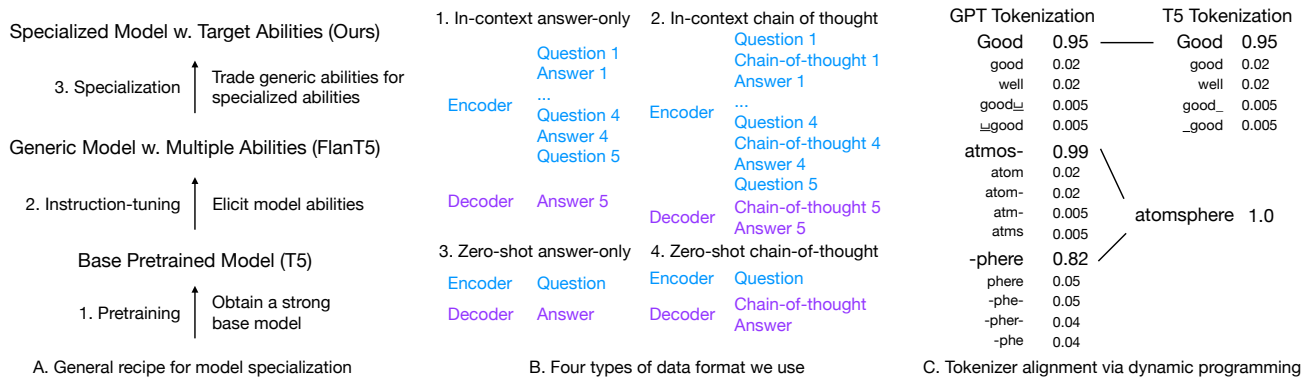 Specialized Model w. Target Abilities (Ours)
3. Specialization
Trade generic abilities for
specialized abilities
Generic Model w. Multiple Abilities (FlanT5)
2. Instruction-tuning
Elicit model abilities
Base Pretrained Model (T5)
1. Pretraining
Obtain a strong
base model
A. General recipe for model specialization
1. In-context answer-only
Encoder
Question 1
Answer 1
...
Question 4
Answer 4
Question 5
Decoder
Answer 5
2. In-context chain of thought
Encoder
Question 1
Chain-of-thought 1
Answer 1
...
Question 4
Chain-of-thought 4
Answer 4
Question 5
Decoder
Chain-of-thought 5
Answer 5
3. Zero-shot answer-only
Encoder Question
Decoder Answer
4. Zero-shot chain-of-thought
Encoder Question
Decoder Chain-of-thought
Answer
B. Four types of data format we use
GPT Tokenization
Good 0.95
good 0.02
well 0.02
good␣ 0.005
␣good 0.005
atmos- 0.99
atom 0.02
atom- 0.02
atm- 0.005
atms 0.005
-phere 0.82
phere 0.05
-phe- 0.05
-pher- 0.04
-phe 0.04
T5 Tokenization
Good 0.95
good 0.02
well 0.02
good_ 0.005
_good 0.005
atomsphere 1.0
C. Tokenizer alignment via dynamic programming